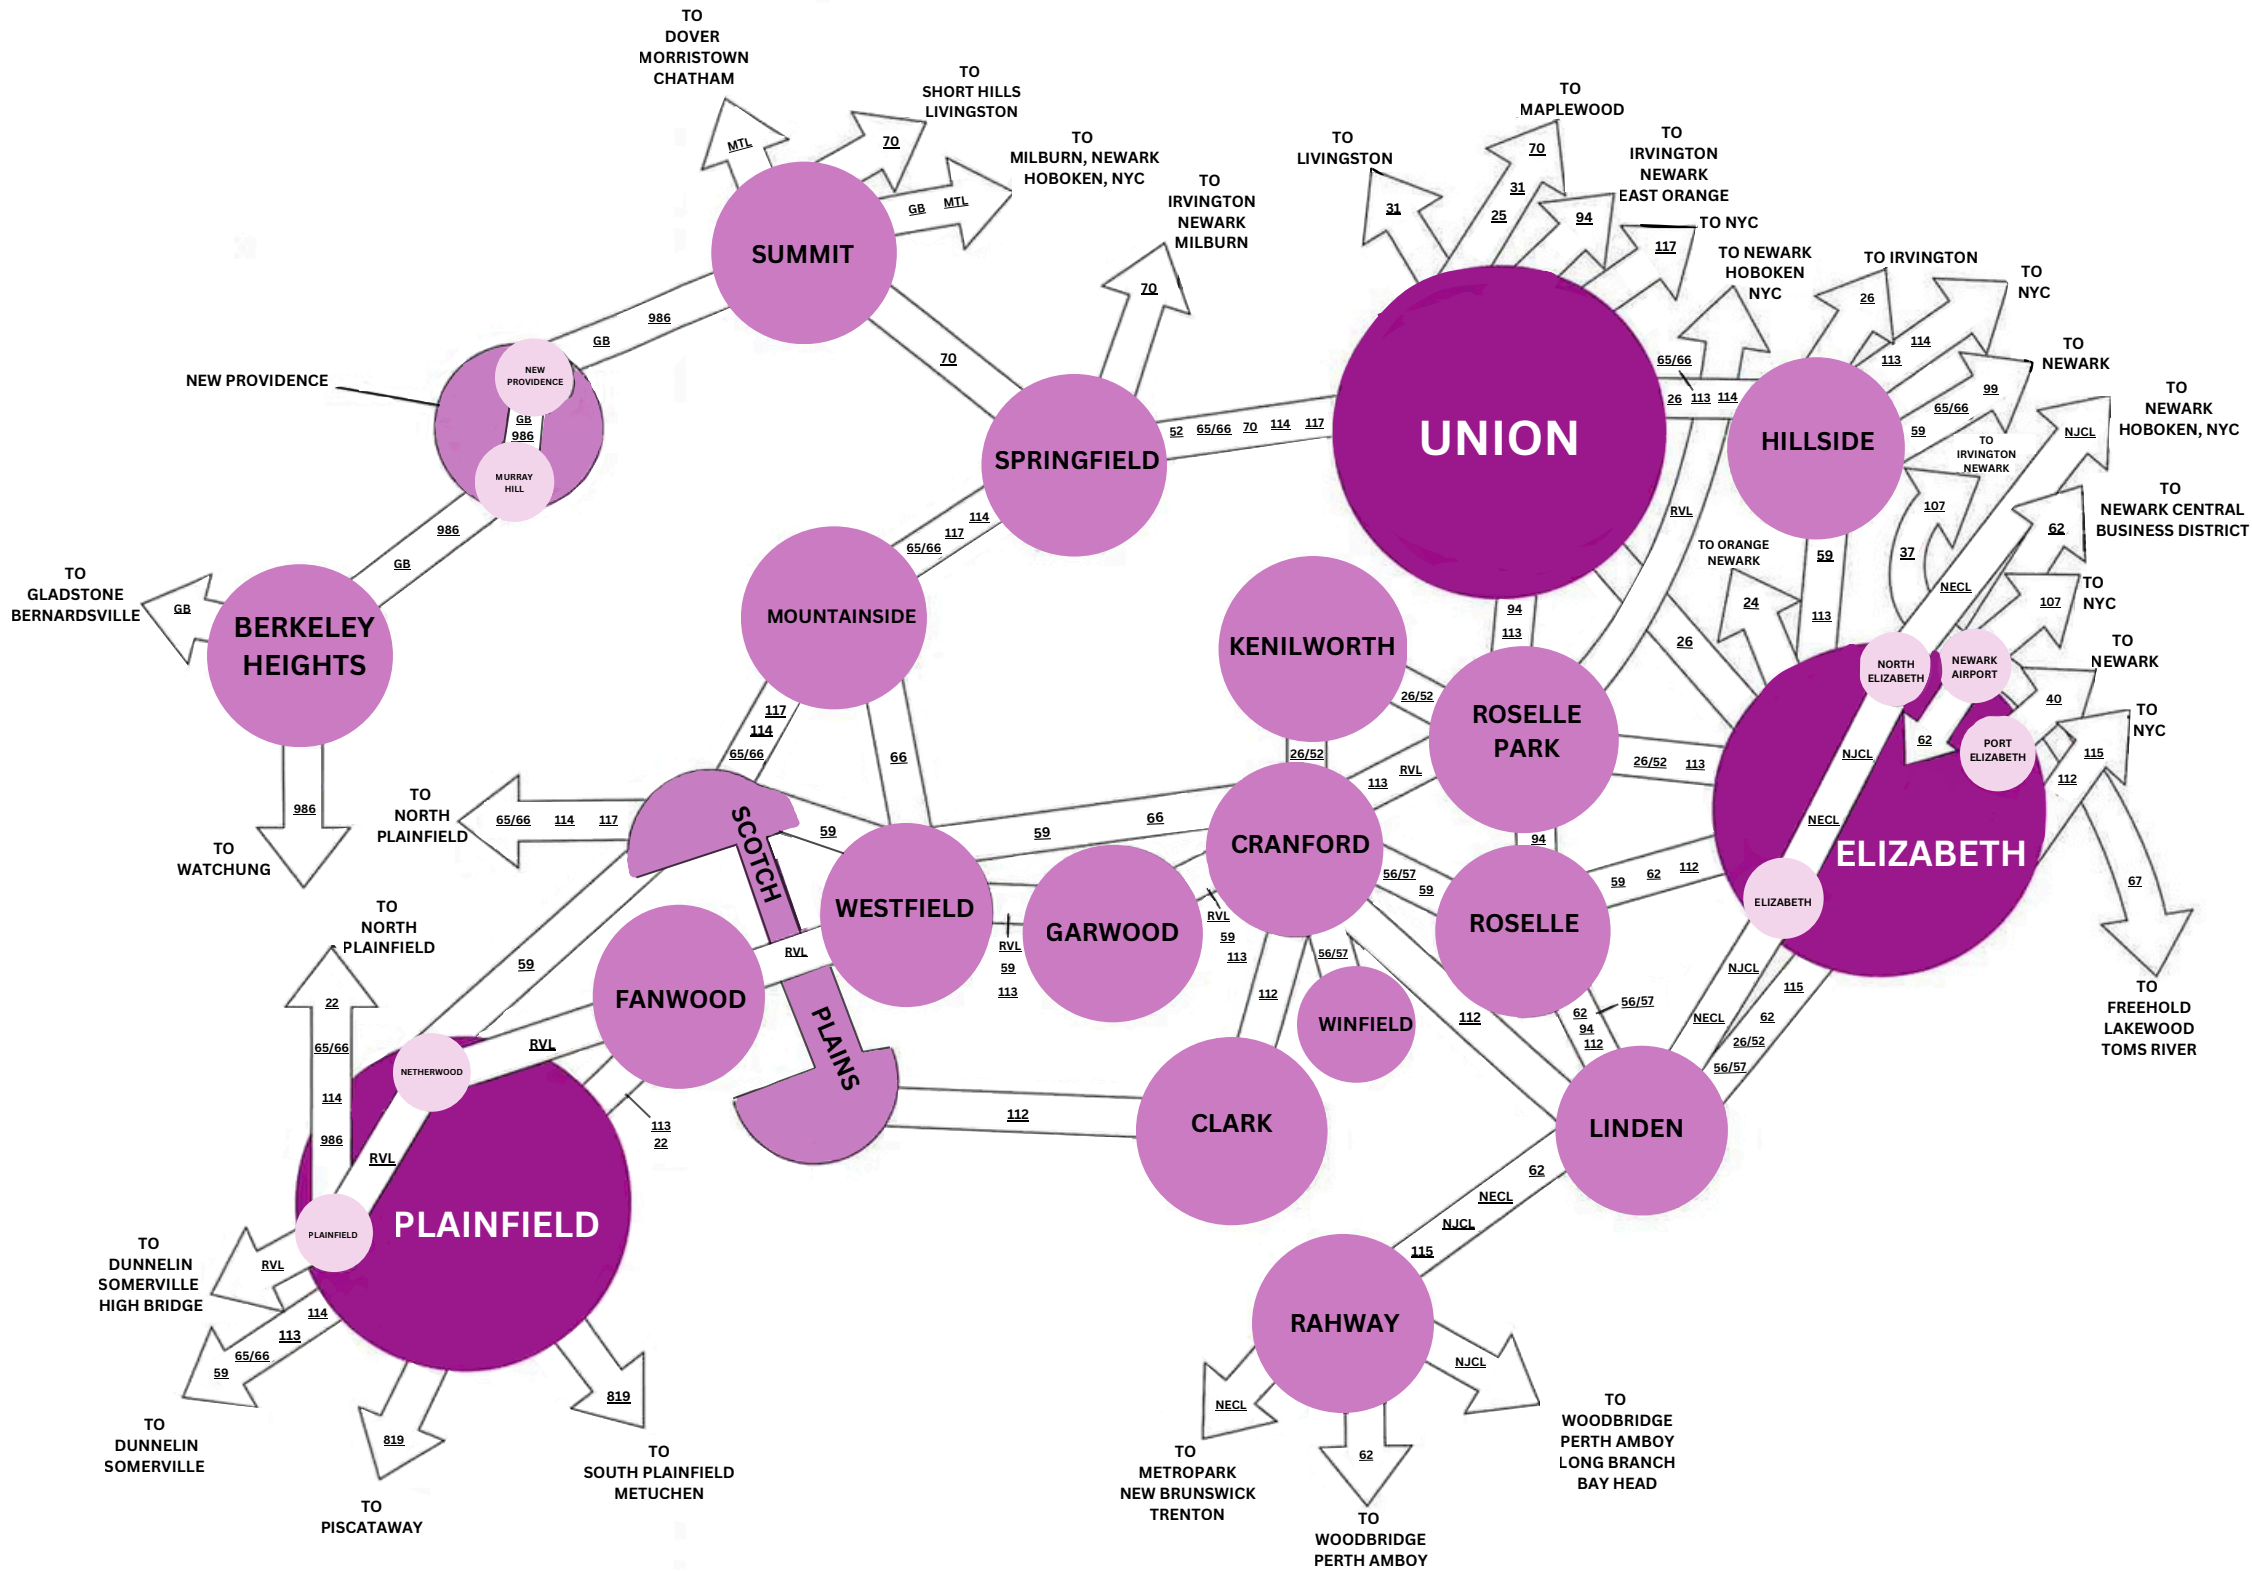 TO
DOVER
MORRISTOWN
CHATHAM
MTL
TO
SHORT HILLS
LIVINGSTON
70
TO
MILBURN, NEWARK
HOBOKEN, NYC
GB MTL
SUMMIT
TO
IRVINGTON
NEWARK
MILBURN
70
TO
LIVINGSTON
31
TO
MAPLEWOOD
70
31
25
TO
IRVINGTON
NEWARK
EAST ORANGE
94
TO NYC
117
TO NEWARK
HOBOKEN
NYC
TO IRVINGTON
26
TO
NYC
114
113
TO
NEWARK
99
65/66
59
TO
NEWARK
HOBOKEN, NYC
NJCL
TO
IRVINGTON
NEWARK
107
37
TO
NEWARK CENTRAL
BUSINESS DISTRICT
62
NECL
TO
NYC
107
TO
NEWARK
40
TO
NYC
115
112
67
TO
FREEHOLD
LAKEWOOD
TOMS RIVER
986
GB
NEW PROVIDENCE
NEW
PROVIDENCE
GB
986
MURRAY
HILL
986
GB
TO
GLADSTONE
BERNARDSVILLE
GB
BERKELEY
HEIGHTS
986
TO
WATCHUNG
70
SPRINGFIELD
52 65/66 70 114 117
UNION
65/66
26 113 114
HILLSIDE
RVL
TO ORANGE
NEWARK
24
59
113
26
94
113
114
117
65/66
MOUNTAINSIDE
117
114
65/66
66
KENILWORTH
26/52
26/52
ROSELLE
PARK
26/52 113
113 RVL
94
NORTH
ELIZABETH
NEWARK
AIRPORT
62
PORT
ELIZABETH
NJCL
NECL
ELIZABETH
ELIZABETH
TO
NORTH
PLAINFIELD
65/66 114 117
SCOTCH
PLAINS
59
59 66
CRANFORD
WESTFIELD
GARWOOD
RVL
59
113
RVL
59
113
56/57
59
ROSELLE
59 62 112
56/57
WINFIELD
112
112
62
94
112
56/57
NJCL
NECL
115
62
26/52
56/57
LINDEN
CLARK
112
RVL
FANWOOD
59
RVL
113
22
TO
NORTH
PLAINFIELD
22
65/66
114
986
NETHERWOOD
RVL
PLAINFIELD
PLAINFIELD
TO
DUNNELIN
SOMERVILLE
HIGH BRIDGE
RVL
114
113
65/66
59
TO
DUNNELIN
SOMERVILLE
819
TO
PISCATAWAY
819
TO
SOUTH PLAINFIELD
METUCHEN
62
NECL
NJCL
115
RAHWAY
NECL
TO
METROPARK
NEW BRUNSWICK
TRENTON
62
TO
WOODBRIDGE
PERTH AMBOY
NJCL
TO
WOODBRIDGE
PERTH AMBOY
LONG BRANCH
BAY HEAD